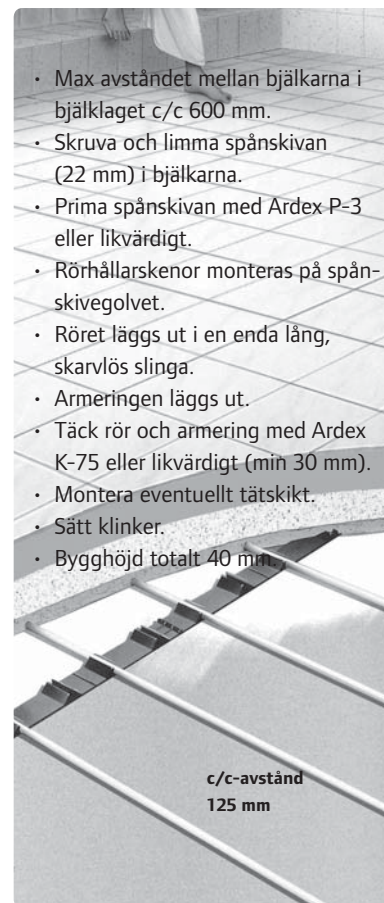 · Max avståndet mellan bjälkarna i
bjälklaget c/c 600 mm.
· Skruva och limma spånskivan
(22 mm) i bjälkarna.
· Prima spånskivan med Ardex P-3
eller likvärdigt.
· Rörhållarskenor monteras på spån-
skivegolvet.
· Röret läggs ut i en enda lång,
skarvlös slinga.
· Armeringen läggs ut.
· Täck rör och armering med Ardex
K-75 eller likvärdigt (min 30 mm).
· Montera eventuellt tätskikt.
· Sätt klinker.
· Bygghöjd totalt 40 mm.
c/c-avstånd
125 mm